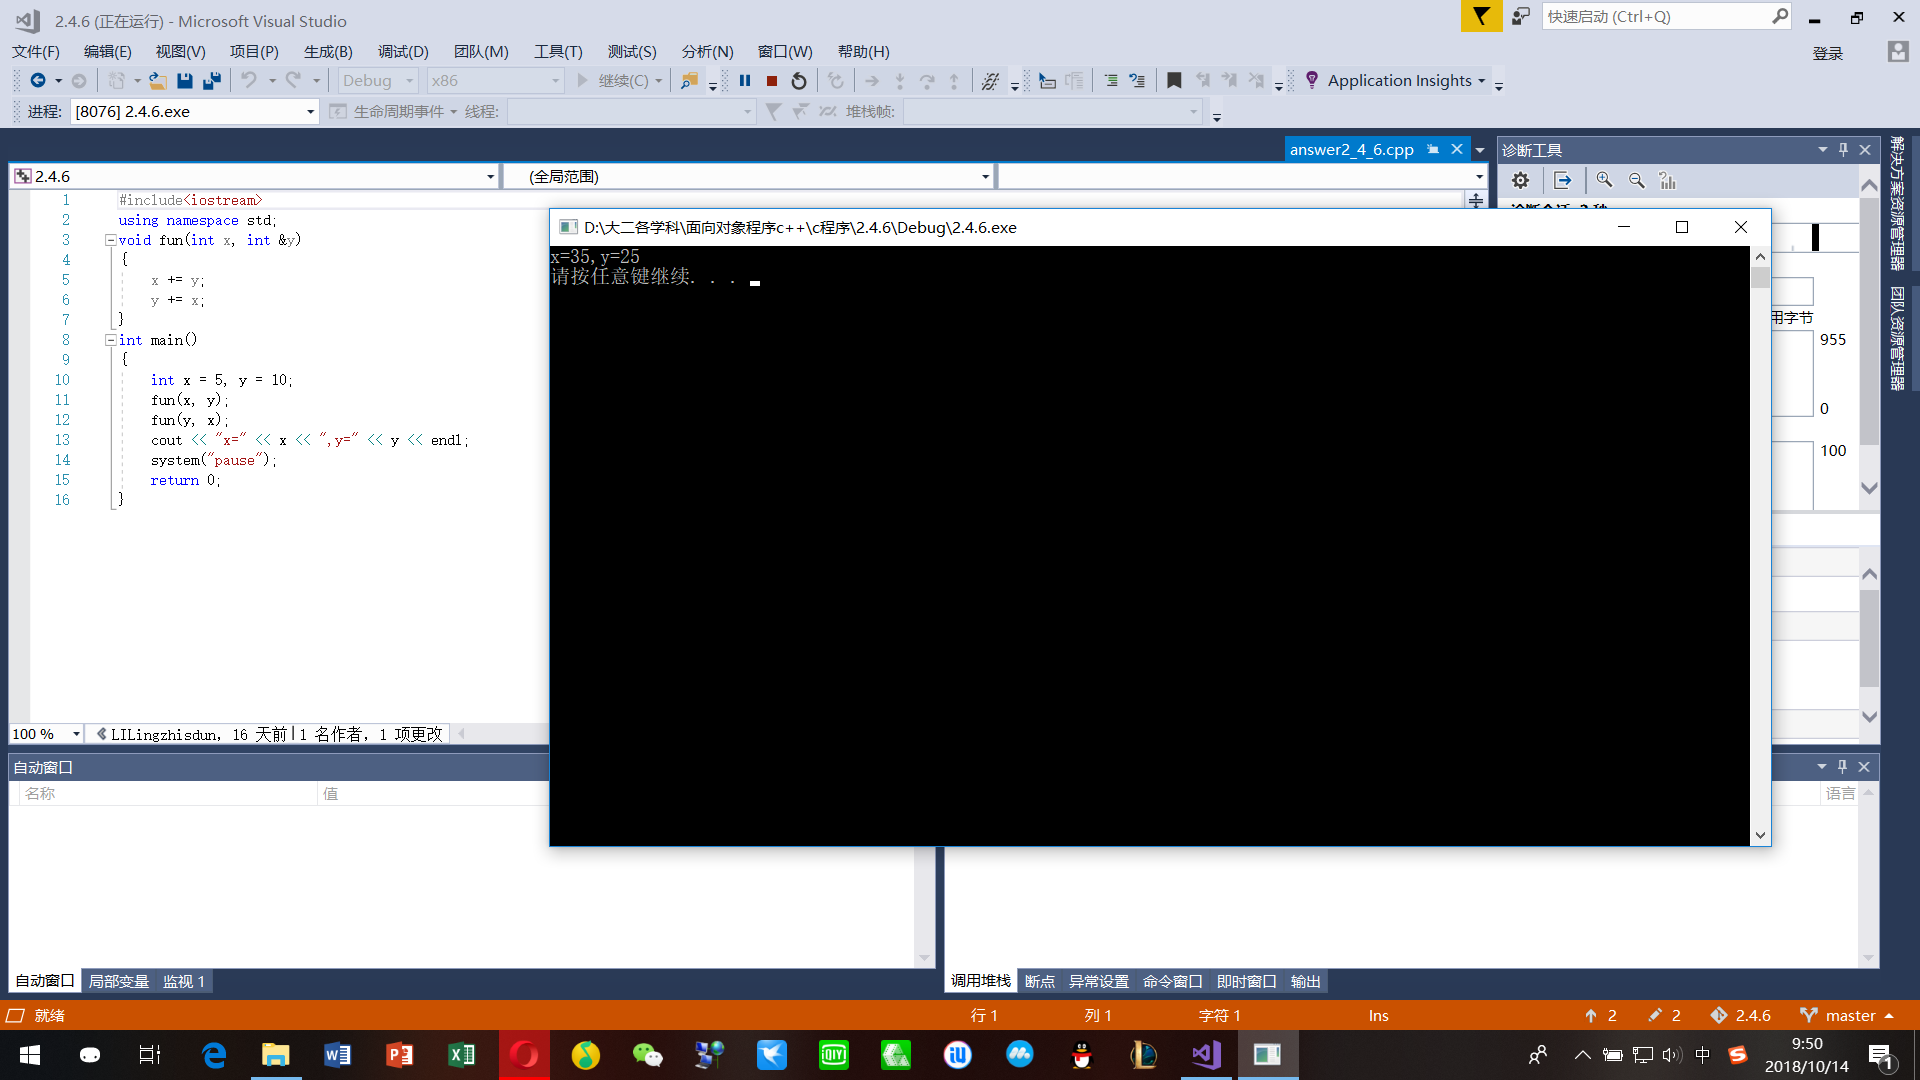 2.4.6 (正在运行) - Microsoft Visual Studio
快速启动 (Ctrl+Q)
文件(F) 编辑(E) 视图(V) 项目(P) 生成(B) 调试(D) 团队(M) 工具(T) 测试(S) 分析(N) 窗口(W) 帮助(H)
登录
Debug x86 继续(C) Application Insights
进程: [8076] 2.4.6.exe 生命周期事件 线程: 堆栈帧:
answer2_4_6.cpp
诊断工具
解决方案资源管理器
团队资源管理器
2.4.6 (全局范围)
1 #include<iostream>
2 using namespace std;
3 void fun(int x, int &y)
4 {
5 x += y;
6 y += x;
7 }
8 int main()
9 {
10 int x = 5, y = 10;
11 fun(x, y);
12 fun(y, x);
13 cout << "x=" << x << ",y=" << y << endl;
14 system("pause");
15 return 0;
16 }
D:\大二各学科\面向对象程序c++\c程序\2.4.6\Debug\2.4.6.exe
x=35,y=25
请按任意键继续. . .
用字节
955
0
100
100 % LILingzhisdun, 16 天前|1 名作者, 1 项更改
自动窗口
名称 值
语言
自动窗口 局部变量 监视 1
调用堆栈 断点 异常设置 命令窗口 即时窗口 输出
就绪 行 1 列 1 字符 1 Ins 2 2 2.4.6 master
中
9:50
2018/10/14
1